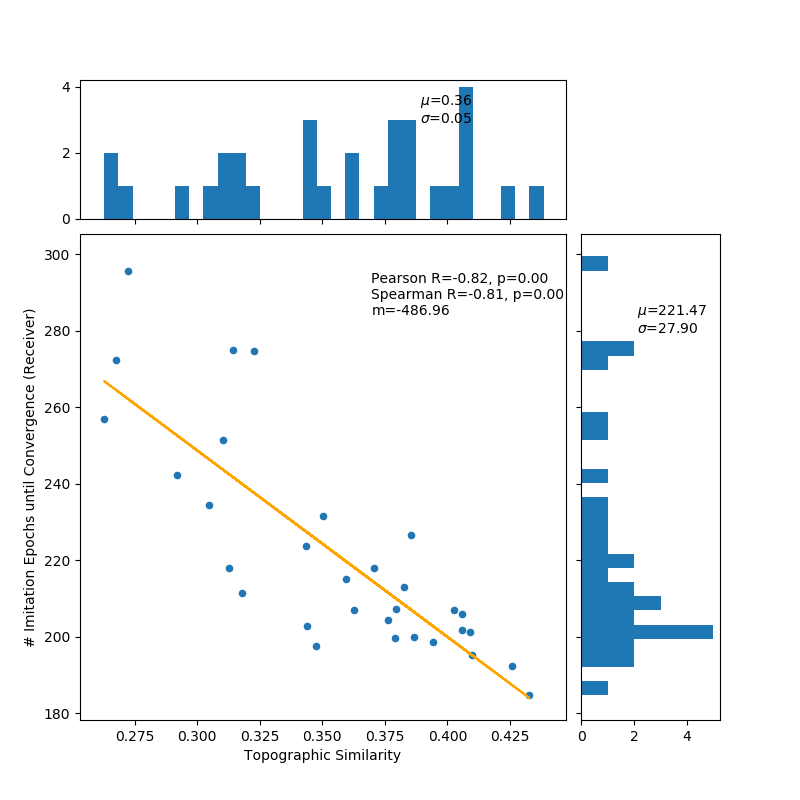 4
2
0
μ=0.36
σ=0.05
300
280
260
240
220
200
180
# Imitation Epochs until Convergence (Receiver)
Pearson R=-0.82, p=0.00
Spearman R=-0.81, p=0.00
m=-486.96
μ=221.47
σ=27.90
0.275 0.300 0.325 0.350 0.375 0.400 0.425
Topographic Similarity
0 2 4